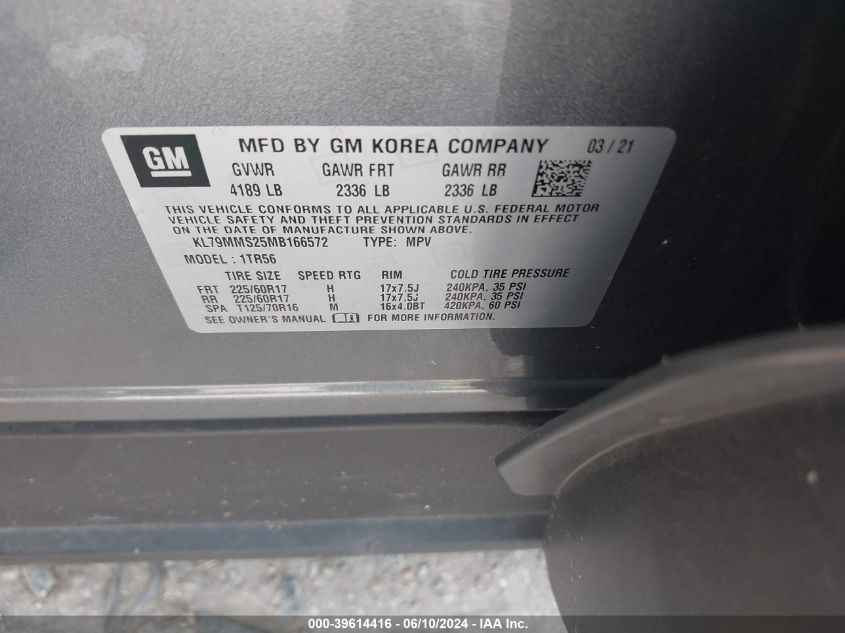 GM MFD BY GM KOREA COMPANY 03/21
GVWR GAWR FRT GAWR RR
4189 LB 2336 LB 2336 LB
THIS VEHICLE CONFORMS TO ALL APPLICABLE U.S. FEDERAL MOTOR
VEHICLE SAFETY AND THEFT PREVENTION STANDARDS IN EFFECT
ON THE DATE OF MANUFACTURE SHOWN ABOVE.
KL79MMS25MB166572 TYPE: MPV
MODEL: 1TR56
TIRE SIZE SPEED RTG RIM COLD TIRE PRESSURE
FRT 225/60R17 H 17x7.5J 240KPA, 35 PSI
RR 225/60R17 H 17x7.5J 240KPA, 35 PSI
SPA T125/70R16 M 16x4.0BT 420KPA, 60 PSI
SEE OWNER'S MANUAL FOR MORE INFORMATION.
000-39614416 - 06/10/2024 - IAA Inc.